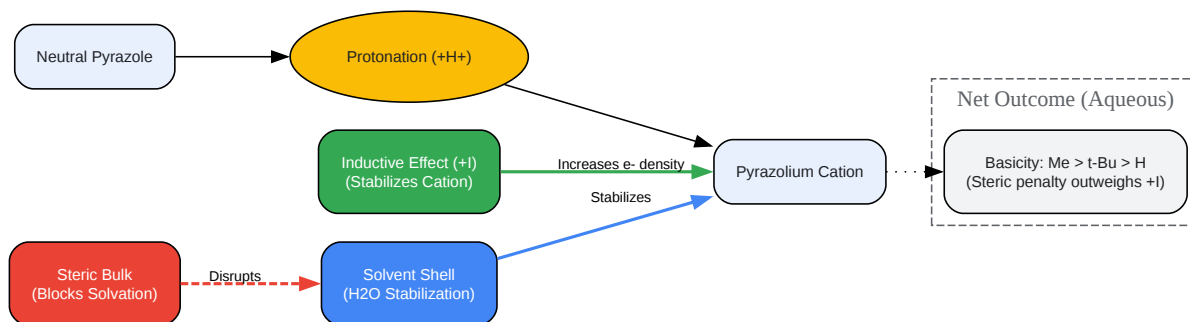 Neutral Pyrazole
Protonation (+H+)
Net Outcome (Aqueous)
Inductive Effect (+I)
(Stabilizes Cation)
Increases e- density
Pyrazolium Cation
Basicity: Me > t-Bu > H
(Steric penalty outweighs +I)
Stabilizes
Steric Bulk
(Blocks Solvation)
Disrupts
Solvent Shell
(H2O Stabilization)